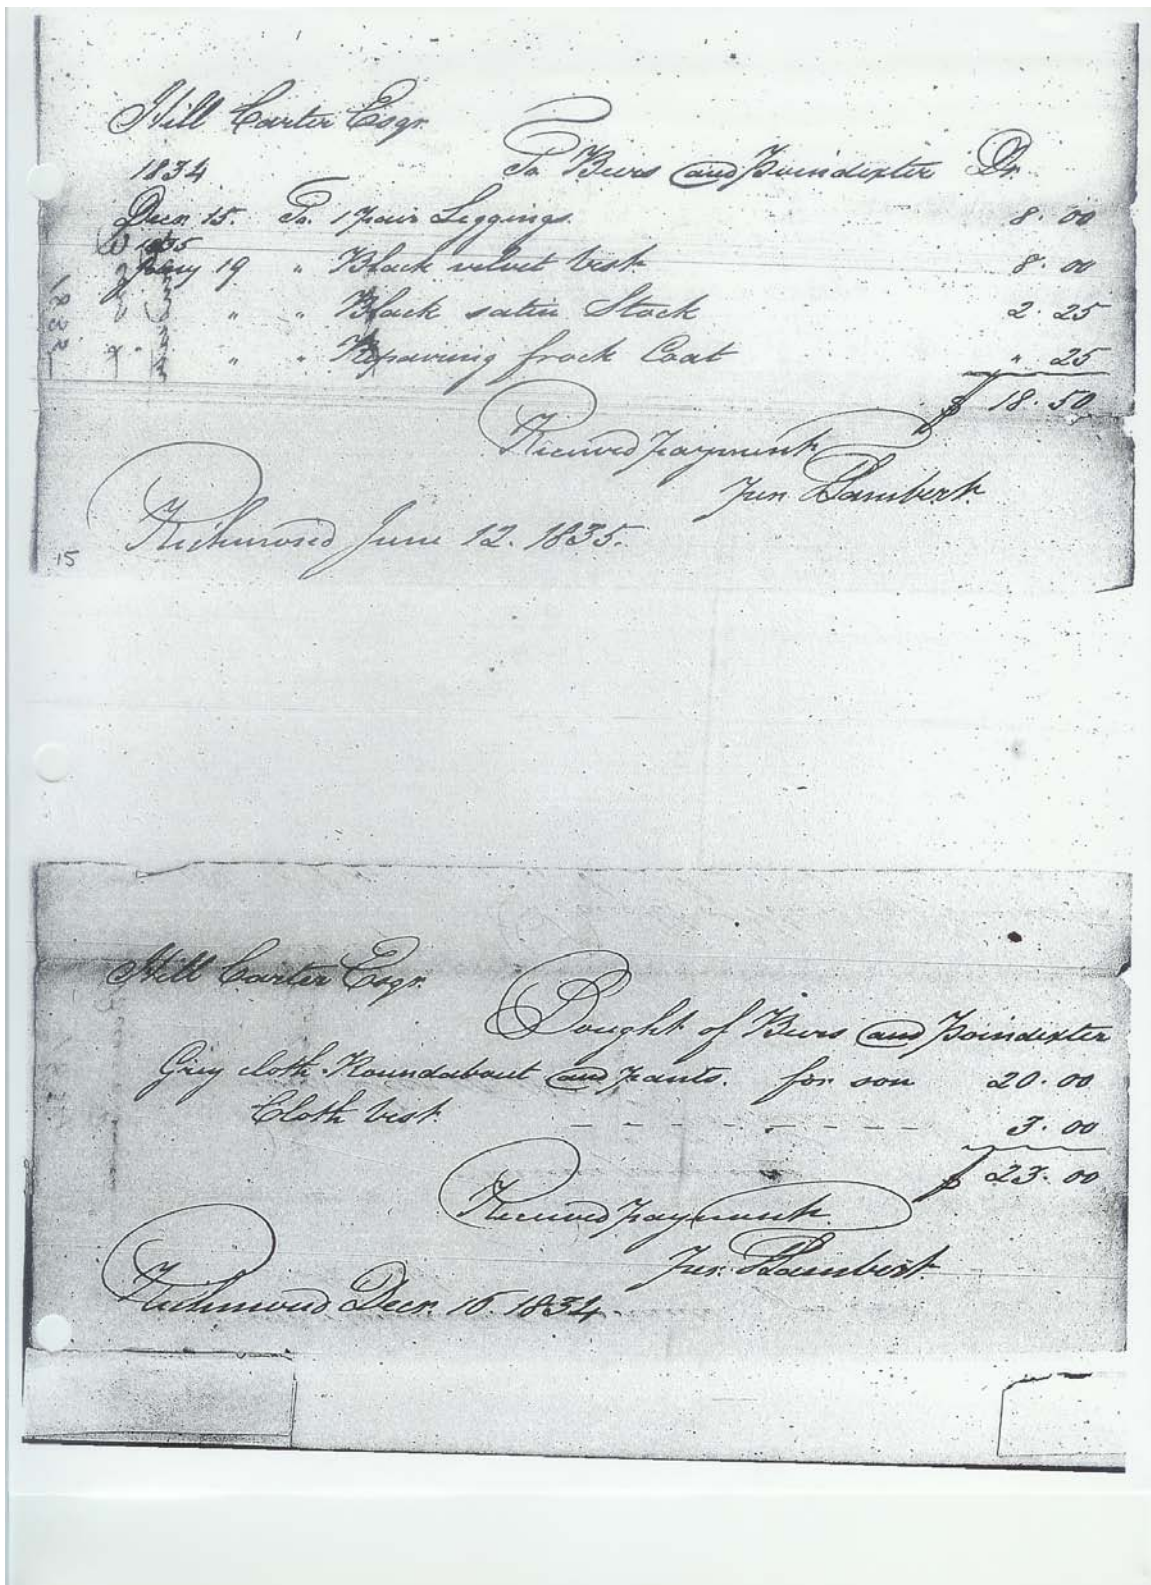 Hill Carter Esqr.
1834 To Beers and Poindexter Dr.
Decr. 15. To. 1 pair Leggings. 8. 00
1835
Jany 19 " Black velvet Vest. 8. 00
" " Black satin Stock 2. 25
" " Repairing frock Coat " 25
$ 18. 50
Received payment
Lambert.
Richmond June 12. 1835.
15
Hill Carter Esqr.
Bought of Beers and Poindexter
Grey cloth Roundabout and pants. for son 20. 00
Cloth Vest. - - - " - - - 3. 00
$ 23. 00
Received payment.
Lambert.
Richmond Decr. 16. 1834.